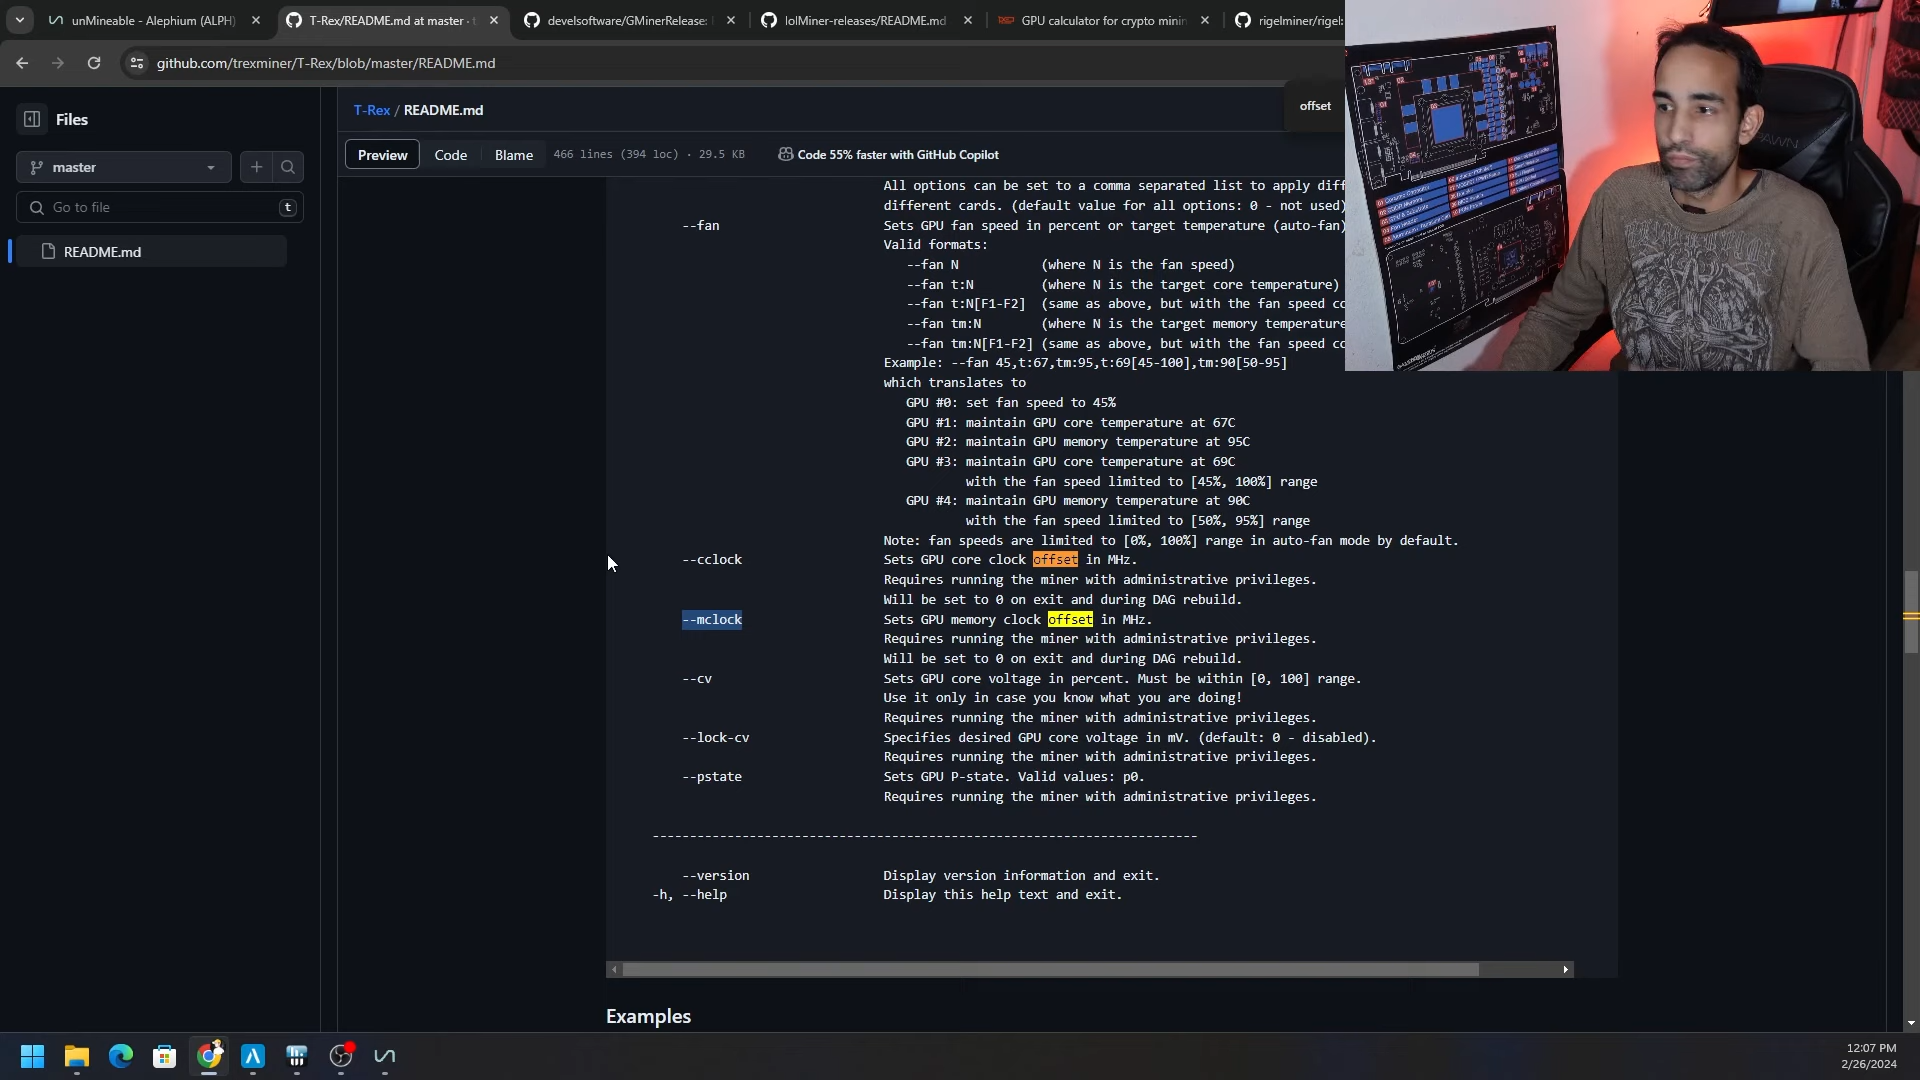 unMineable - Alephium (ALPH)
T-Rex/README.md at master · t
develsoftware/GMinerRelease:
lolMiner-releases/README.md
GPU calculator for crypto minin
rigelminer/rigel:
github.com/trexminer/T-Rex/blob/master/README.md
offset
Files
T-Rex / README.md
master
Preview
Code
Blame
466 lines (394 loc) · 29.5 KB
Code 55% faster with GitHub Copilot
Go to file
t
README.md
All options can be set to a comma separated list to apply diff
different cards. (default value for all options: 0 - not used)
--fan Sets GPU fan speed in percent or target temperature (auto-fan)
Valid formats:
--fan N (where N is the fan speed)
--fan t:N (where N is the target core temperature)
--fan t:N[F1-F2] (same as above, but with the fan speed co
--fan tm:N (where N is the target memory temperature
--fan tm:N[F1-F2] (same as above, but with the fan speed co
Example: --fan 45,t:67,tm:95,t:69[45-100],tm:90[50-95]
which translates to
GPU #0: set fan speed to 45%
GPU #1: maintain GPU core temperature at 67C
GPU #2: maintain GPU memory temperature at 95C
GPU #3: maintain GPU core temperature at 69C
with the fan speed limited to [45%, 100%] range
GPU #4: maintain GPU memory temperature at 90C
with the fan speed limited to [50%, 95%] range
Note: fan speeds are limited to [0%, 100%] range in auto-fan mode by default.
--cclock Sets GPU core clock offset in MHz.
Requires running the miner with administrative privileges.
Will be set to 0 on exit and during DAG rebuild.
--mclock Sets GPU memory clock offset in MHz.
Requires running the miner with administrative privileges.
Will be set to 0 on exit and during DAG rebuild.
--cv Sets GPU core voltage in percent. Must be within [0, 100] range.
Use it only in case you know what you are doing!
Requires running the miner with administrative privileges.
--lock-cv Specifies desired GPU core voltage in mV. (default: 0 - disabled).
Requires running the miner with administrative privileges.
--pstate Sets GPU P-state. Valid values: p0.
Requires running the miner with administrative privileges.
-------------------------------------------------------------------------
--version Display version information and exit.
-h, --help Display this help text and exit.
Examples
12:07 PM
2/26/2024